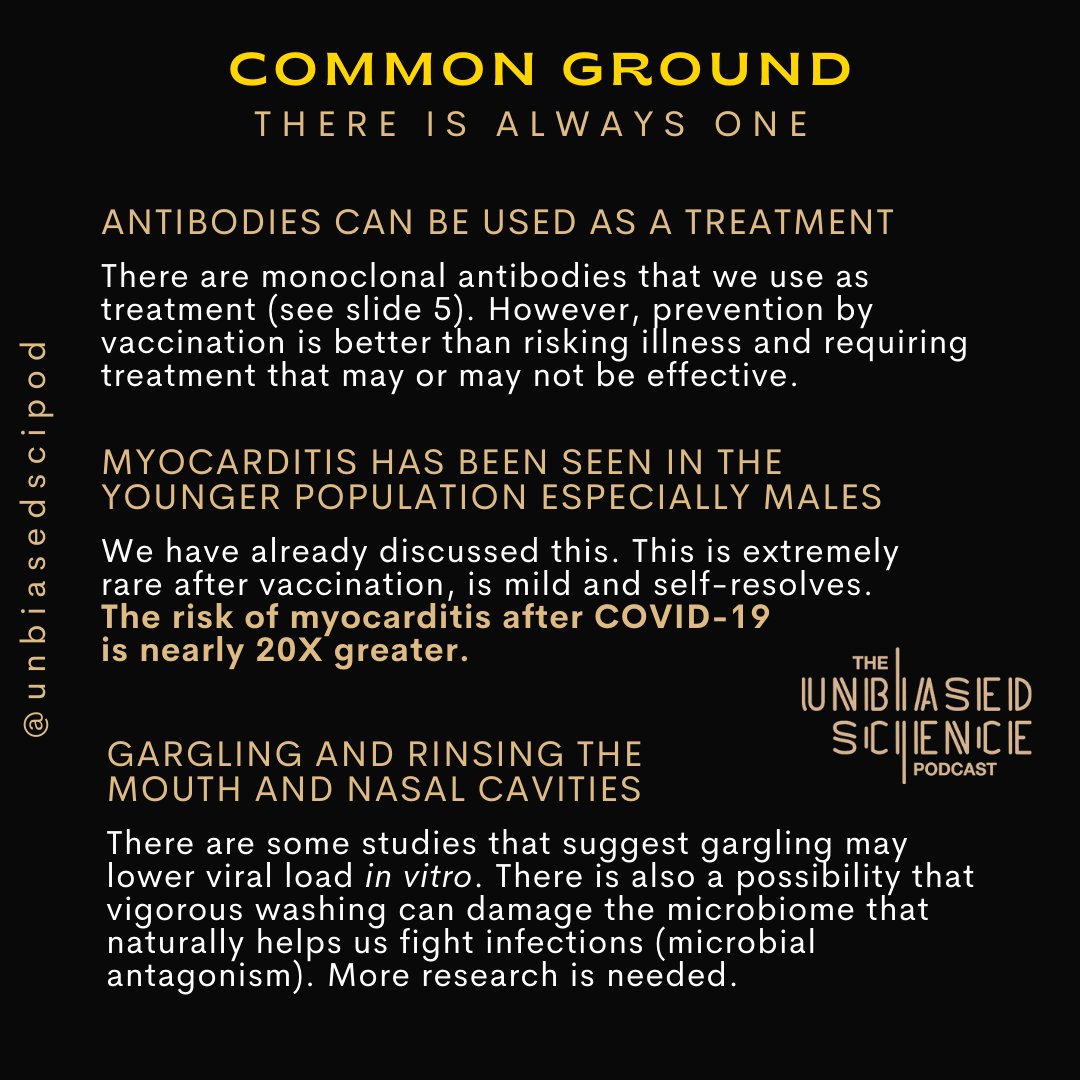 COMMON GROUND
THERE IS ALWAYS ONE
ANTIBODIES CAN BE USED AS A TREATMENT
There are monoclonal antibodies that we use as
treatment (see slide 5). However, prevention by
vaccination is better than risking illness and requiring
treatment that may or may not be effective.
MYOCARDITIS HAS BEEN SEEN IN THE
YOUNGER POPULATION ESPECIALLY MALES
We have already discussed this. This is extremely
rare after vaccination, is mild and self-resolves.
The risk of myocarditis after COVID-19
is nearly 20X greater.
GARGLING AND RINSING THE
MOUTH AND NASAL CAVITIES
There are some studies that suggest gargling may
lower viral load in vitro. There is also a possibility that
vigorous washing can damage the microbiome that
naturally helps us fight infections (microbial
antagonism). More research is needed.
@unbiasedscipod
THE
UNBIASED
SCIENCE
PODCAST